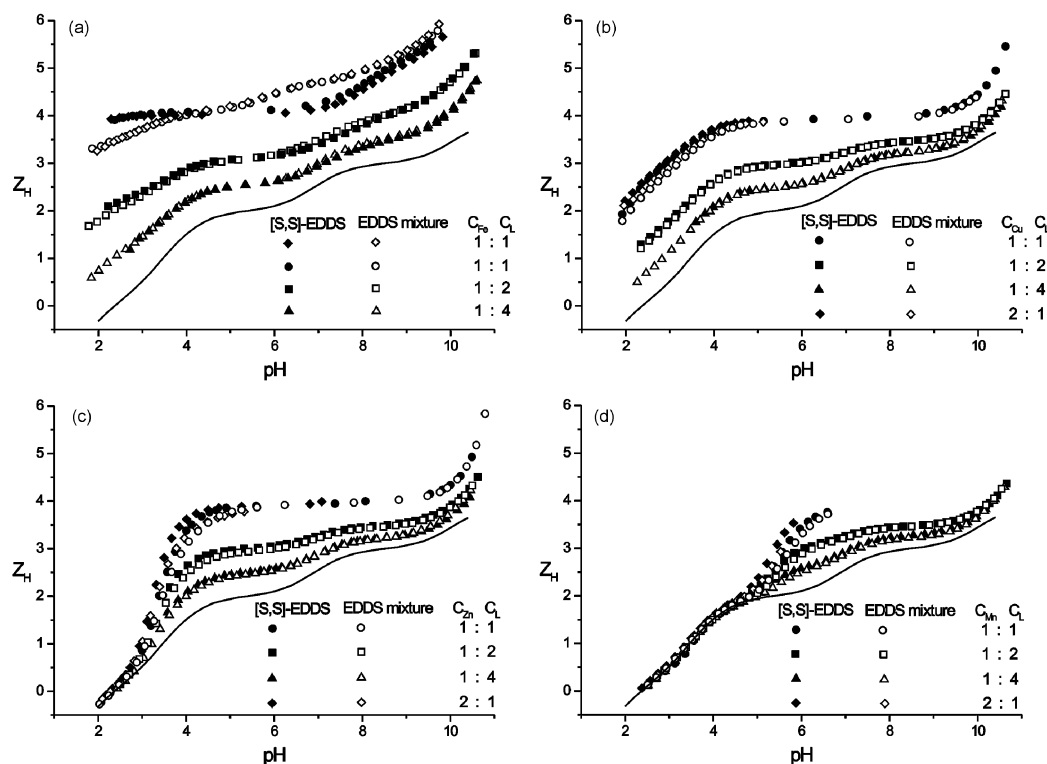 (a)
6
5
4
3
2
1
0
Z_H
[S,S]-EDDS EDDS mixture C_Fe C_L
1 : 1
1 : 1
1 : 2
1 : 4
2 4 6 8 10
pH
(b)
6
5
4
3
2
1
0
Z_H
[S,S]-EDDS EDDS mixture C_Cu C_L
1 : 1
1 : 2
1 : 4
2 : 1
2 4 6 8 10
pH
(c)
6
5
4
3
2
1
0
Z_H
[S,S]-EDDS EDDS mixture C_Zn C_L
1 : 1
1 : 2
1 : 4
2 : 1
2 4 6 8 10
pH
(d)
6
5
4
3
2
1
0
Z_H
[S,S]-EDDS EDDS mixture C_Mn C_L
1 : 1
1 : 2
1 : 4
2 : 1
2 4 6 8 10
pH